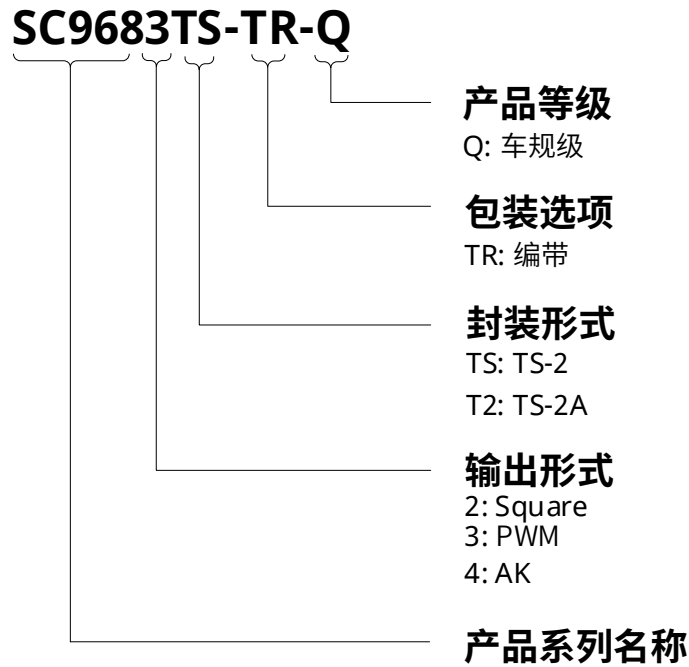 SC9683TS-TR-Q
产品等级
Q: 车规级
包装选项
TR: 编带
封装形式
TS: TS-2
T2: TS-2A
输出形式
2: Square
3: PWM
4: AK
产品系列名称